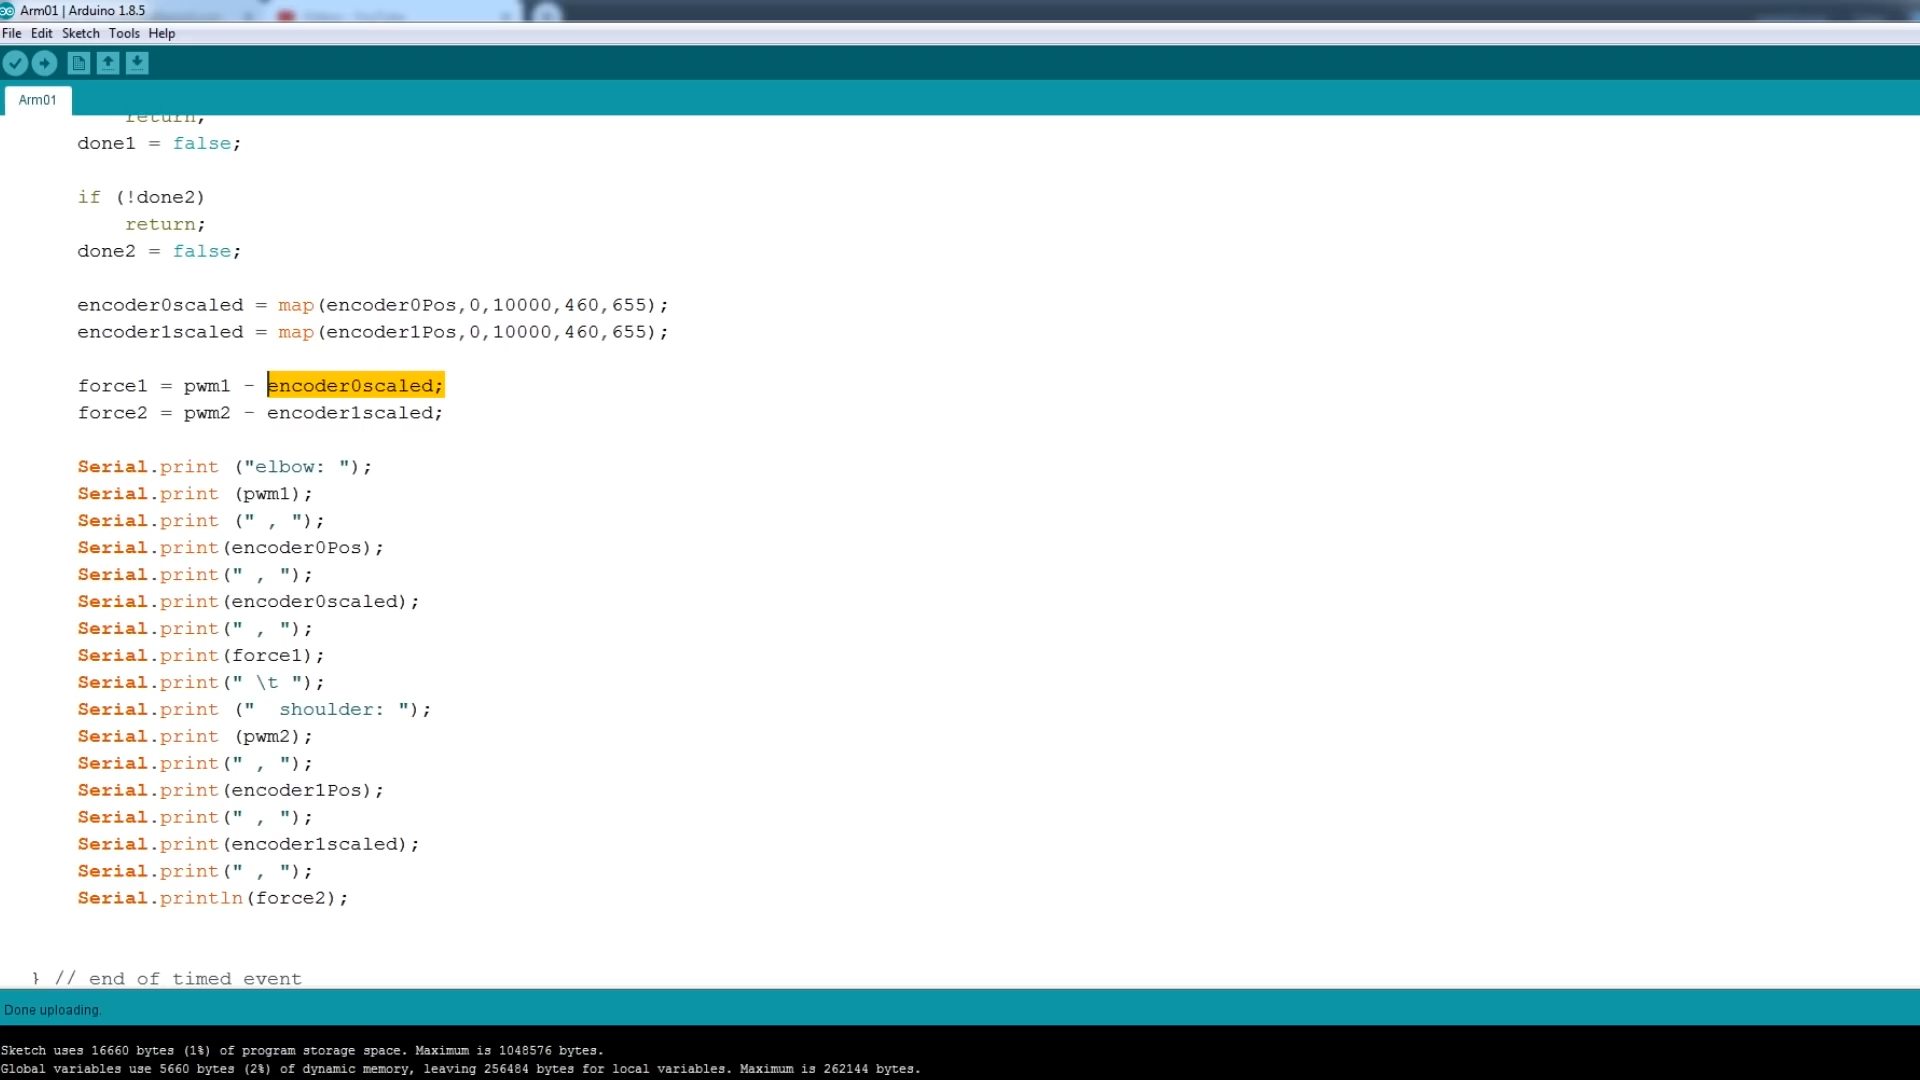 Arm01 | Arduino 1.8.5
File Edit Sketch Tools Help
Arm01
return;
done1 = false;
if (!done2)
return;
done2 = false;
encoder0scaled = map(encoder0Pos,0,10000,460,655);
encoder1scaled = map(encoder1Pos,0,10000,460,655);
force1 = pwm1 - encoder0scaled;
force2 = pwm2 - encoder1scaled;
Serial.print ("elbow: ");
Serial.print (pwm1);
Serial.print (" , ");
Serial.print(encoder0Pos);
Serial.print(" , ");
Serial.print(encoder0scaled);
Serial.print(" , ");
Serial.print(force1);
Serial.print(" \t ");
Serial.print ("  shoulder: ");
Serial.print (pwm2);
Serial.print(" , ");
Serial.print(encoder1Pos);
Serial.print(" , ");
Serial.print(encoder1scaled);
Serial.print(" , ");
Serial.println(force2);
} // end of timed event
Done uploading.
Sketch uses 16660 bytes (1%) of program storage space. Maximum is 1048576 bytes.
Global variables use 5660 bytes (2%) of dynamic memory, leaving 256484 bytes for local variables. Maximum is 262144 bytes.